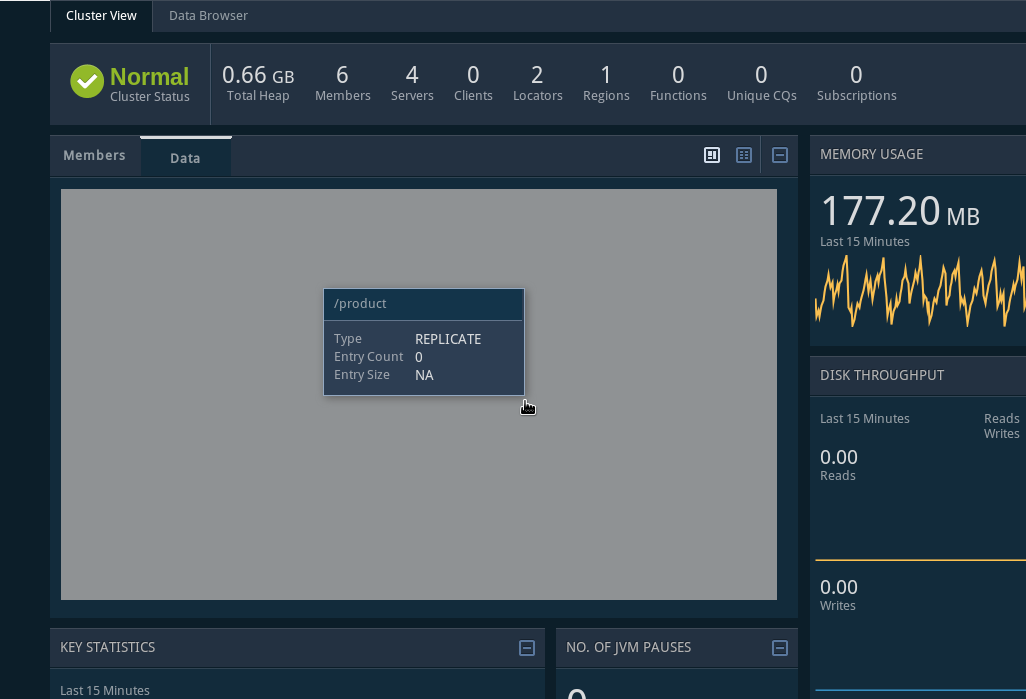 Cluster View Data Browser
Normal
Cluster Status
0.66 GB
Total Heap
6
Members
4
Servers
0
Clients
2
Locators
1
Regions
0
Functions
0
Unique CQs
0
Subscriptions
Members Data
/product
Type REPLICATE
Entry Count 0
Entry Size NA
MEMORY USAGE
177.20 MB
Last 15 Minutes
DISK THROUGHPUT
Last 15 Minutes Reads
Writes
0.00
Reads
0.00
Writes
KEY STATISTICS
Last 15 Minutes
NO. OF JVM PAUSES
0